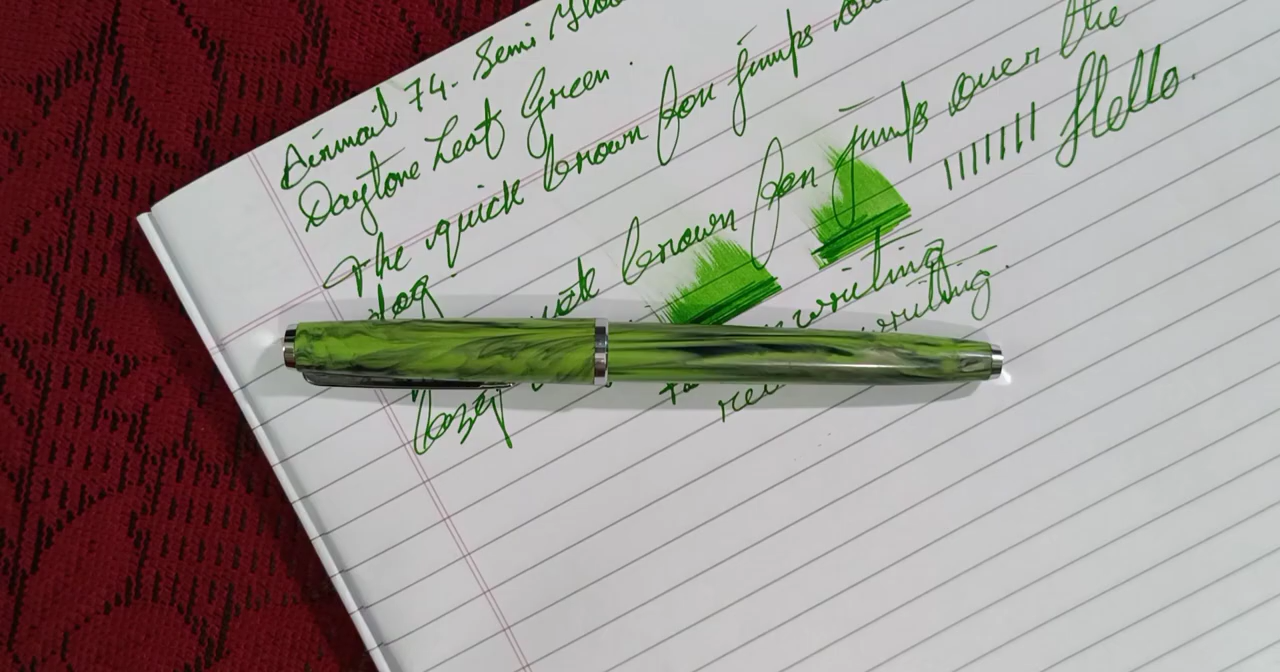 Airmail 74. Semi
Daytone Leaf Green.
The quick brown fox jumps
dog.
brown fox jumps over the
lazy
|||||||| Hello.
writing
writing.